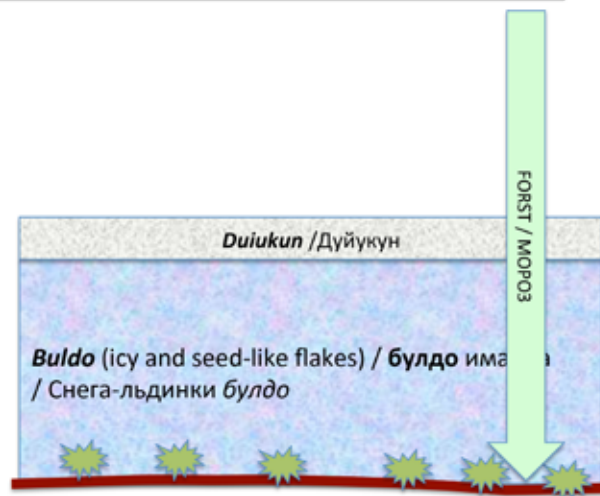 FORST / МОРОЗ
Duiukun /Дуйукун
Buldo (icy and seed-like flakes) / булдо
/ Снега-льдинки булдо